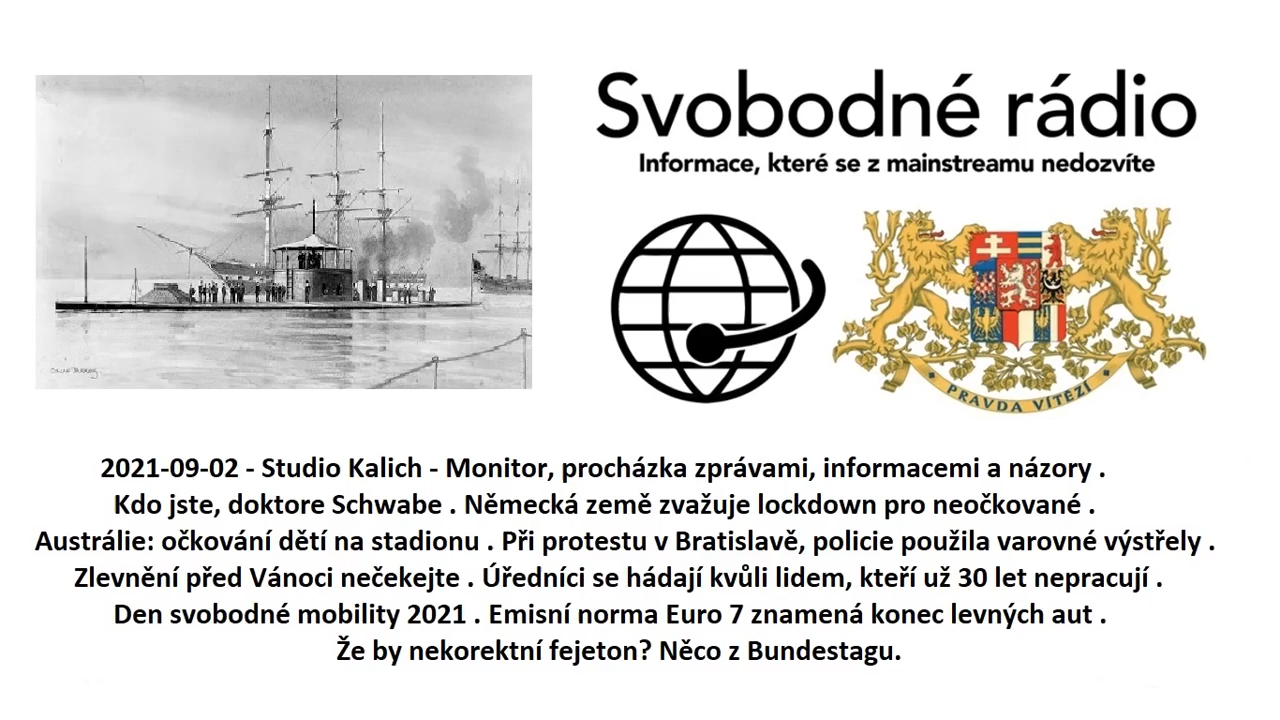 Svobodné rádio
Informace, které se z mainstreamu nedozvíte
PRAVDA VÍTĚZÍ
2021-09-02 - Studio Kalich - Monitor, procházka zprávami, informacemi a názory .
Kdo jste, doktore Schwabe . Německá země zvažuje lockdown pro neočkované .
Austrálie: očkování dětí na stadionu . Při protestu v Bratislavě, policie použila varovné výstřely .
Zlevnění před Vánoci nečekejte . Úředníci se hádají kvůli lidem, kteří už 30 let nepracují .
Den svobodné mobility 2021 . Emisní norma Euro 7 znamená konec levných aut .
Že by nekorektní fejeton? Něco z Bundestagu.